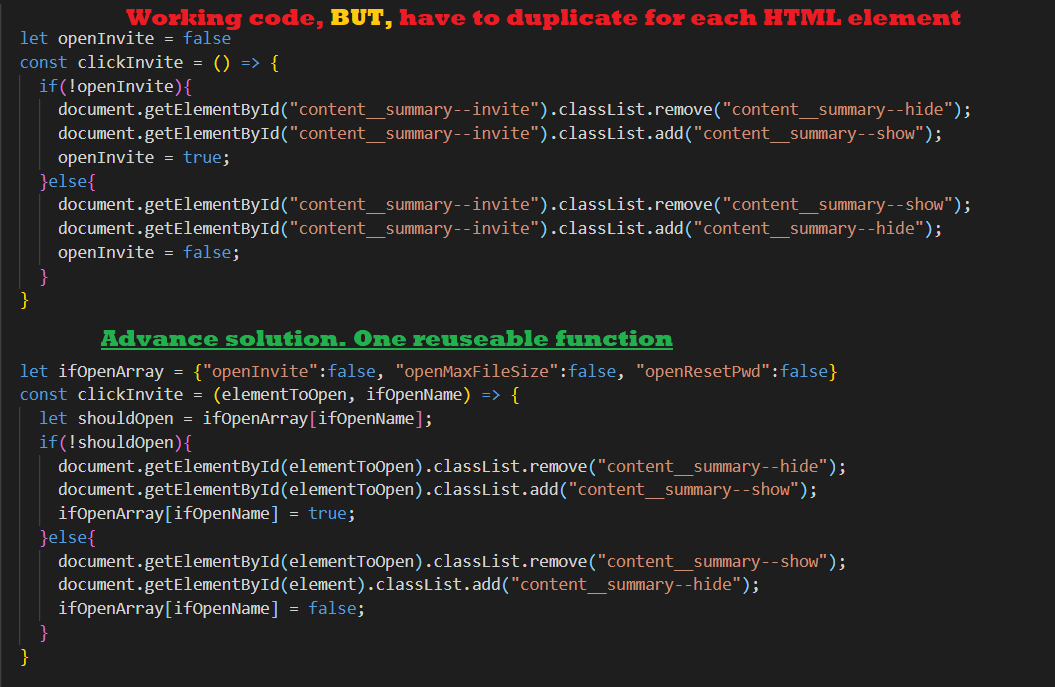 Working code, BUT, have to duplicate for each HTML element
let openInvite = false
const clickInvite = () => {
  if(!openInvite){
    document.getElementById("content__summary--invite").classList.remove("content__summary--hide");
    document.getElementById("content__summary--invite").classList.add("content__summary--show");
    openInvite = true;
  }else{
    document.getElementById("content__summary--invite").classList.remove("content__summary--show");
    document.getElementById("content__summary--invite").classList.add("content__summary--hide");
    openInvite = false;
  }
}
Advance solution. One reuseable function
let ifOpenArray = {"openInvite":false, "openMaxFileSize":false, "openResetPwd":false}
const clickInvite = (elementToOpen, ifOpenName) => {
  let shouldOpen = ifOpenArray[ifOpenName];
  if(!shouldOpen){
    document.getElementById(elementToOpen).classList.remove("content__summary--hide");
    document.getElementById(elementToOpen).classList.add("content__summary--show");
    ifOpenArray[ifOpenName] = true;
  }else{
    document.getElementById(elementToOpen).classList.remove("content__summary--show");
    document.getElementById(element).classList.add("content__summary--hide");
    ifOpenArray[ifOpenName] = false;
  }
}